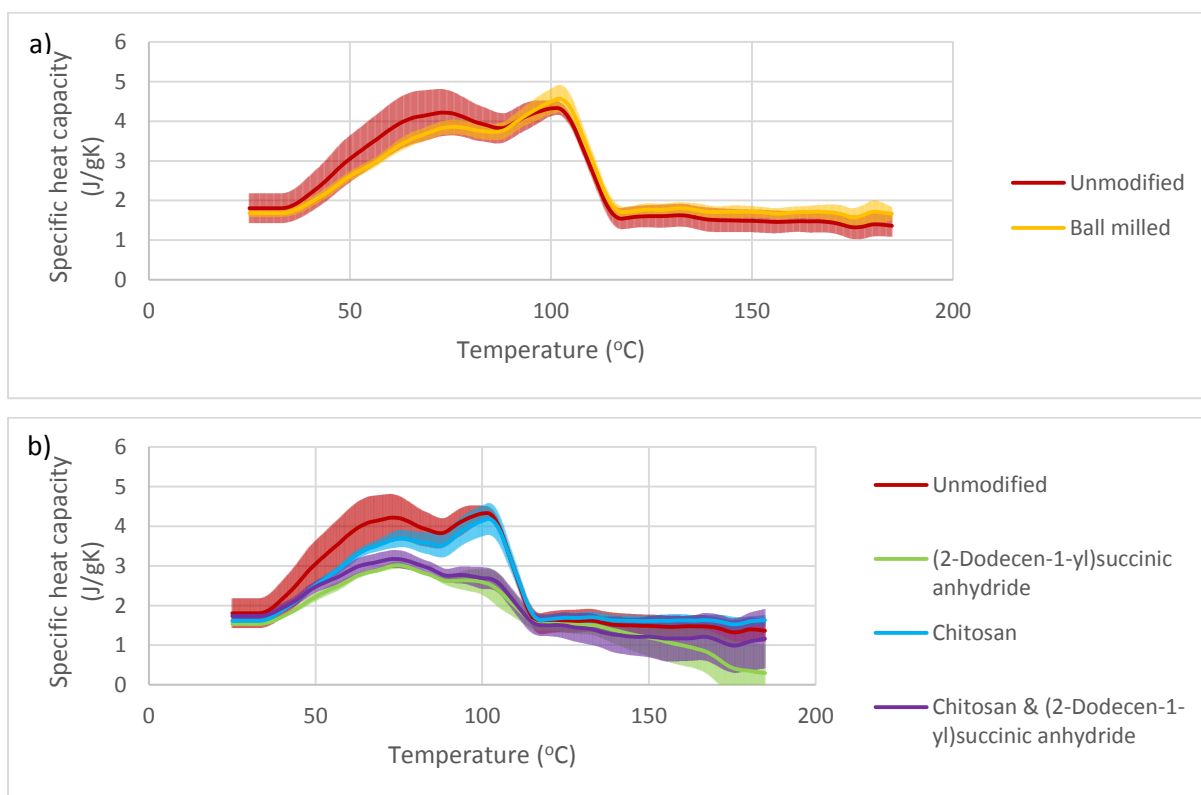 a)
Specific heat capacity
(J/gK)
6
5
4
3
2
1
0
0 50 100 150 200
Temperature (°C)
Unmodified
Ball milled
b)
Specific heat capacity
(J/gK)
6
5
4
3
2
1
0
0 50 100 150 200
Temperature (°C)
Unmodified
(2-Dodecen-1-yl)succinic
anhydride
Chitosan
Chitosan & (2-Dodecen-1-
yl)succinic anhydride